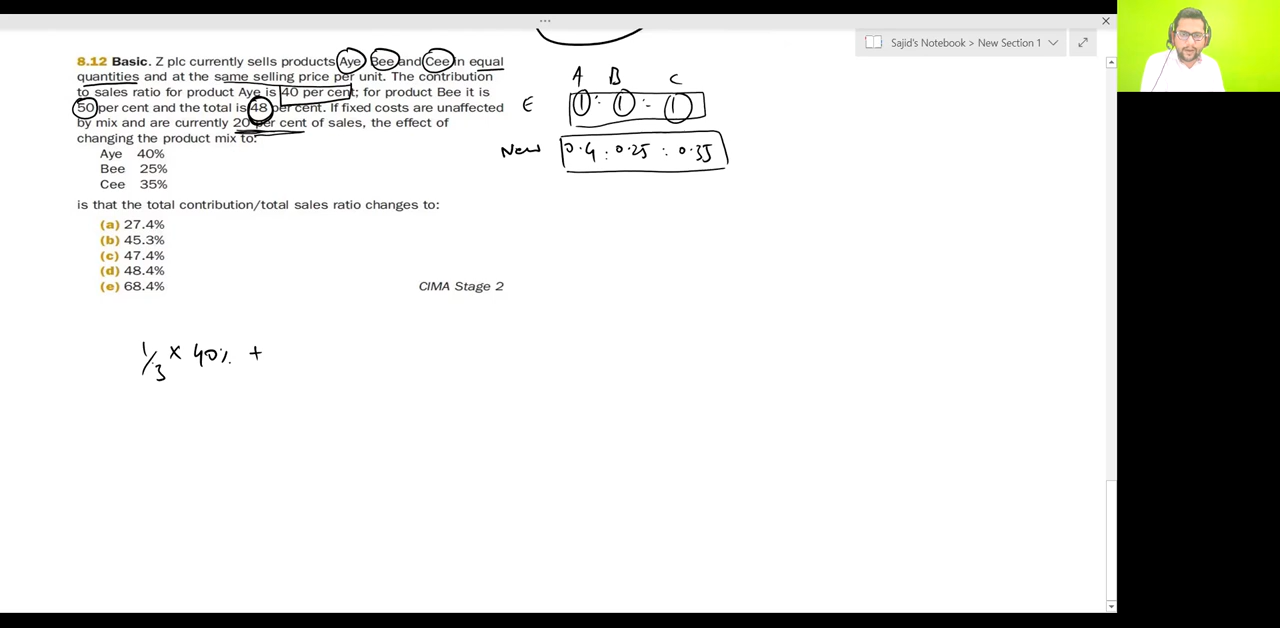 Sajid's Notebook > New Section 1
8.12 Basic. Z plc currently sells products Aye, Bee and Cee in equal
quantities and at the same selling price per unit. The contribution
to sales ratio for product Aye is 40 per cent; for product Bee it is
50 per cent and the total is 48 per cent. If fixed costs are unaffected
by mix and are currently 20 per cent of sales, the effect of
changing the product mix to:
Aye 40%
Bee 25%
Cee 35%
is that the total contribution/total sales ratio changes to:
(a) 27.4%
(b) 45.3%
(c) 47.4%
(d) 48.4%
(e) 68.4%
CIMA Stage 2
A B C
E 1 : 1 : 1
New 0.4 : 0.25 : 0.35
1/3 × 40% +